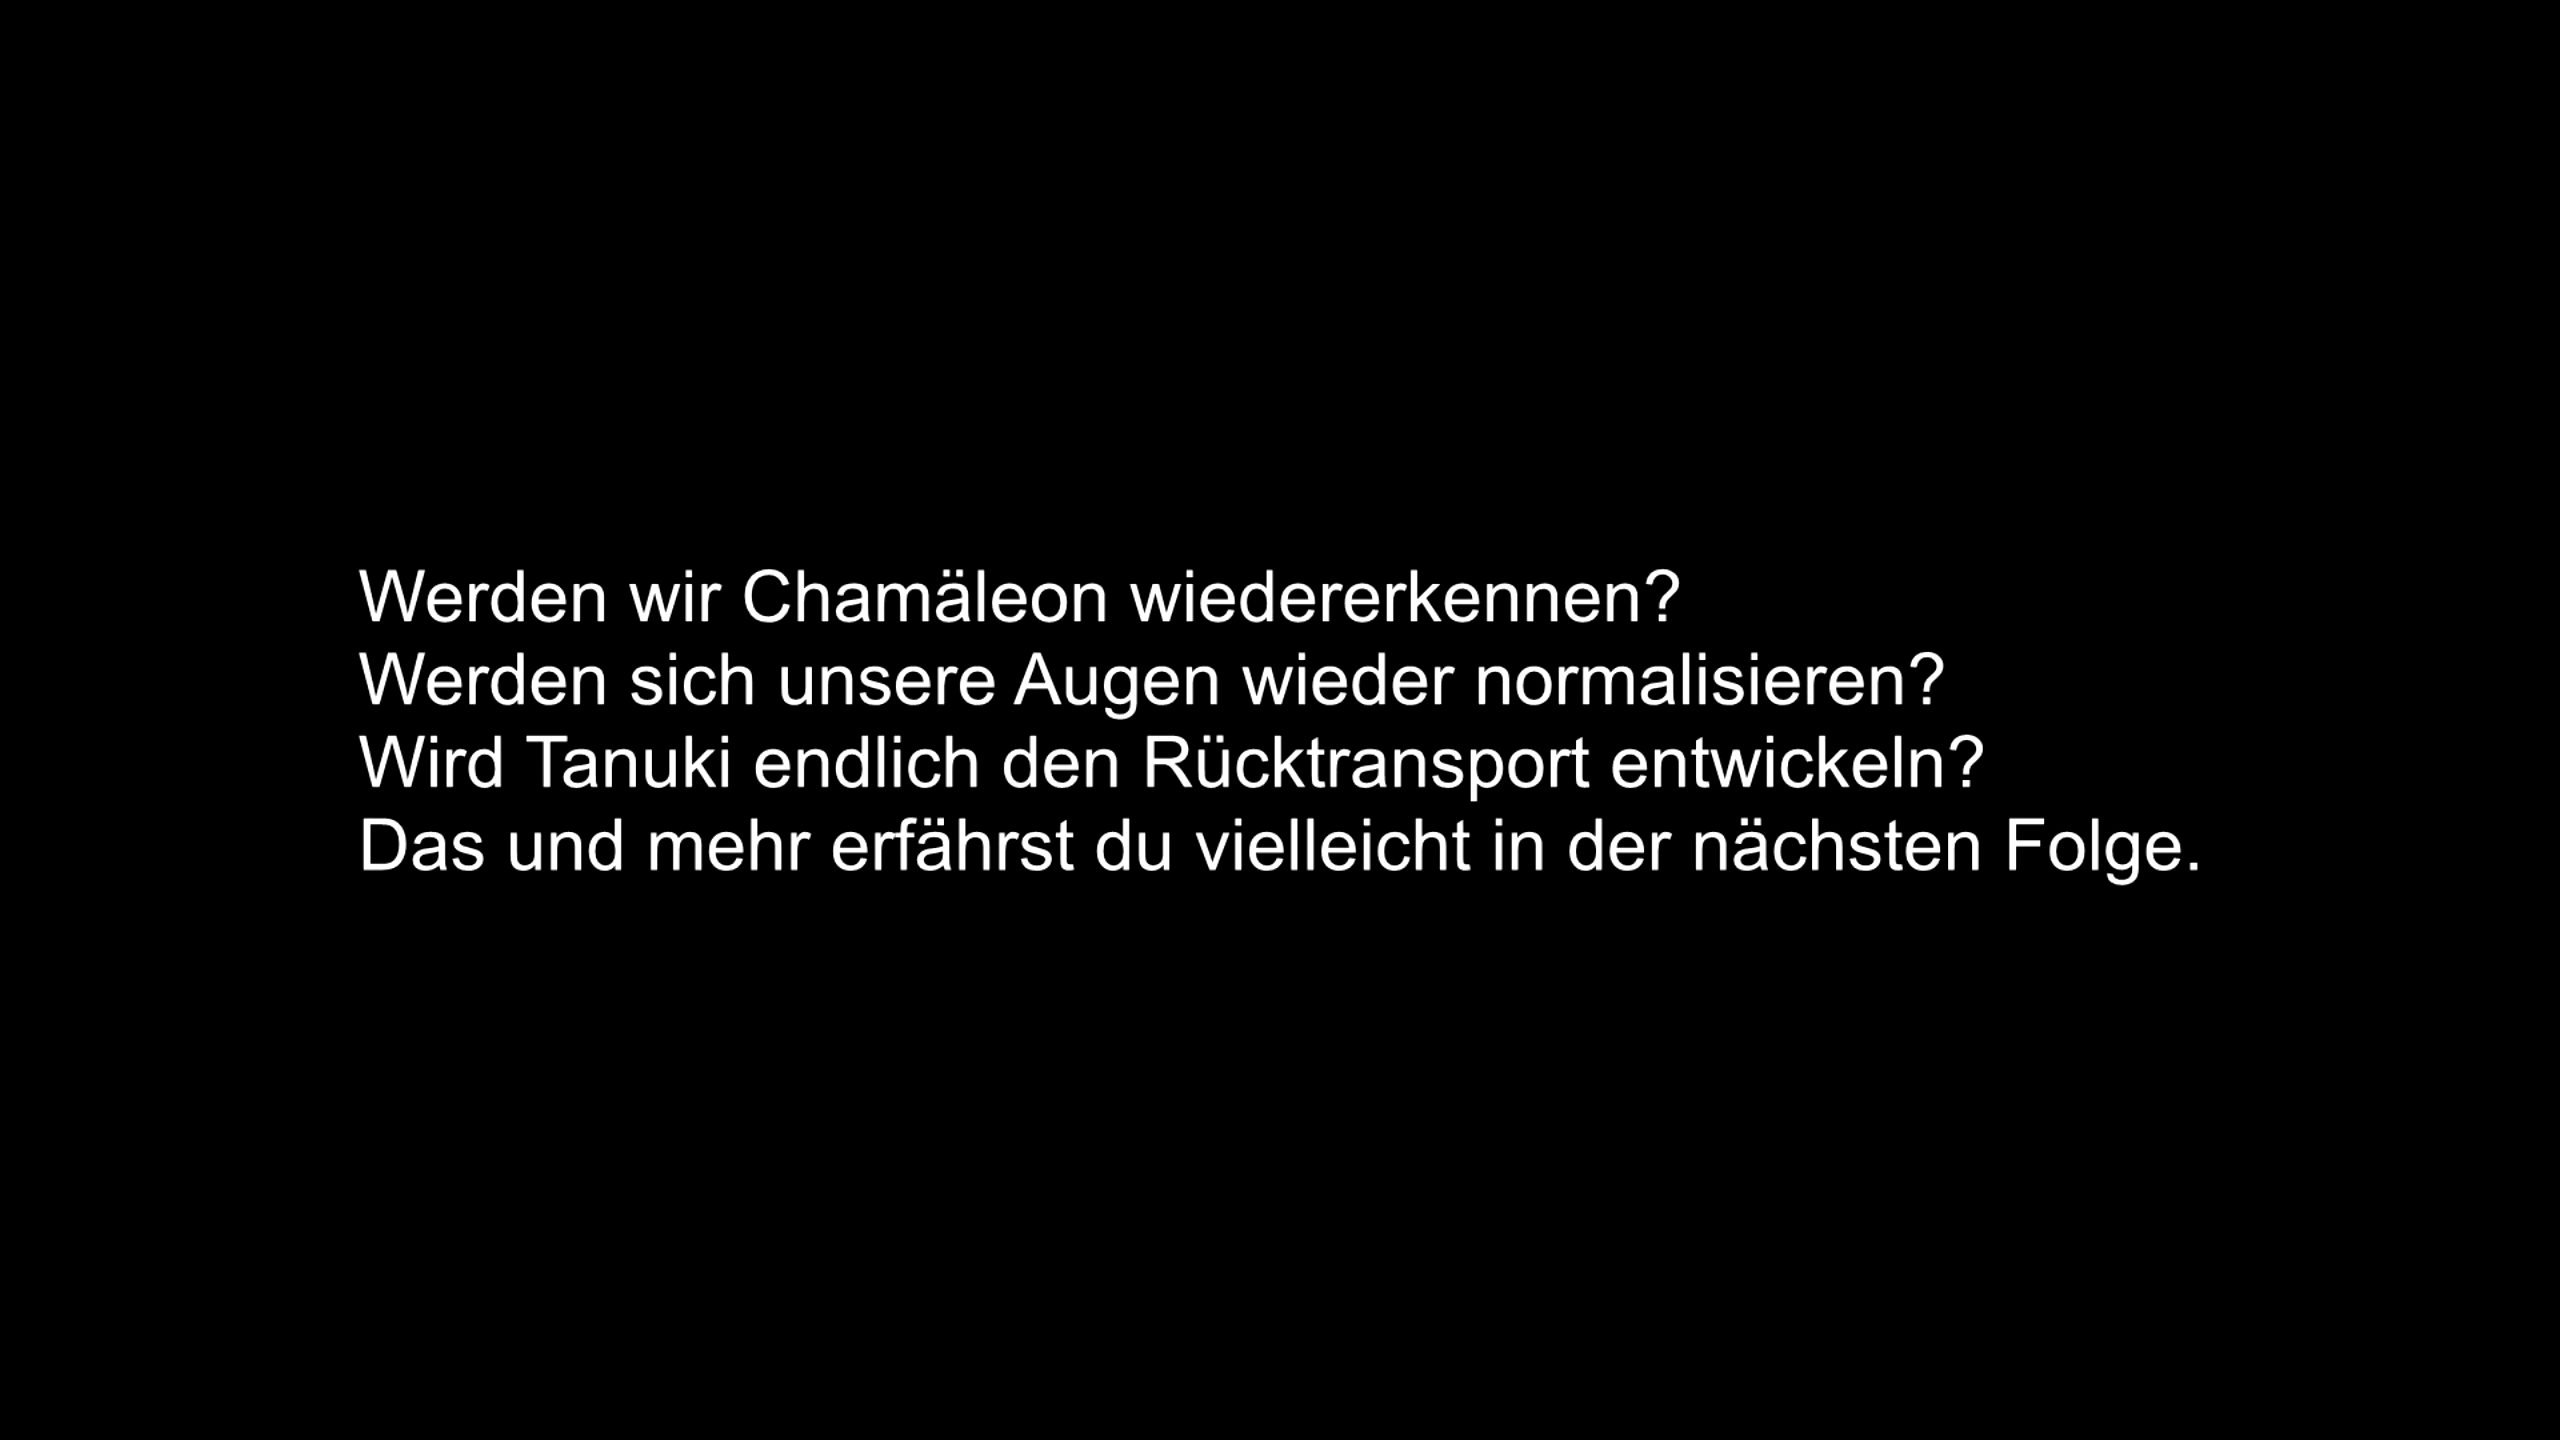 Werden wir Chamäleon wiedererkennen?
Werden sich unsere Augen wieder normalisieren?
Wird Tanuki endlich den Rücktransport entwickeln?
Das und mehr erfährst du vielleicht in der nächsten Folge.